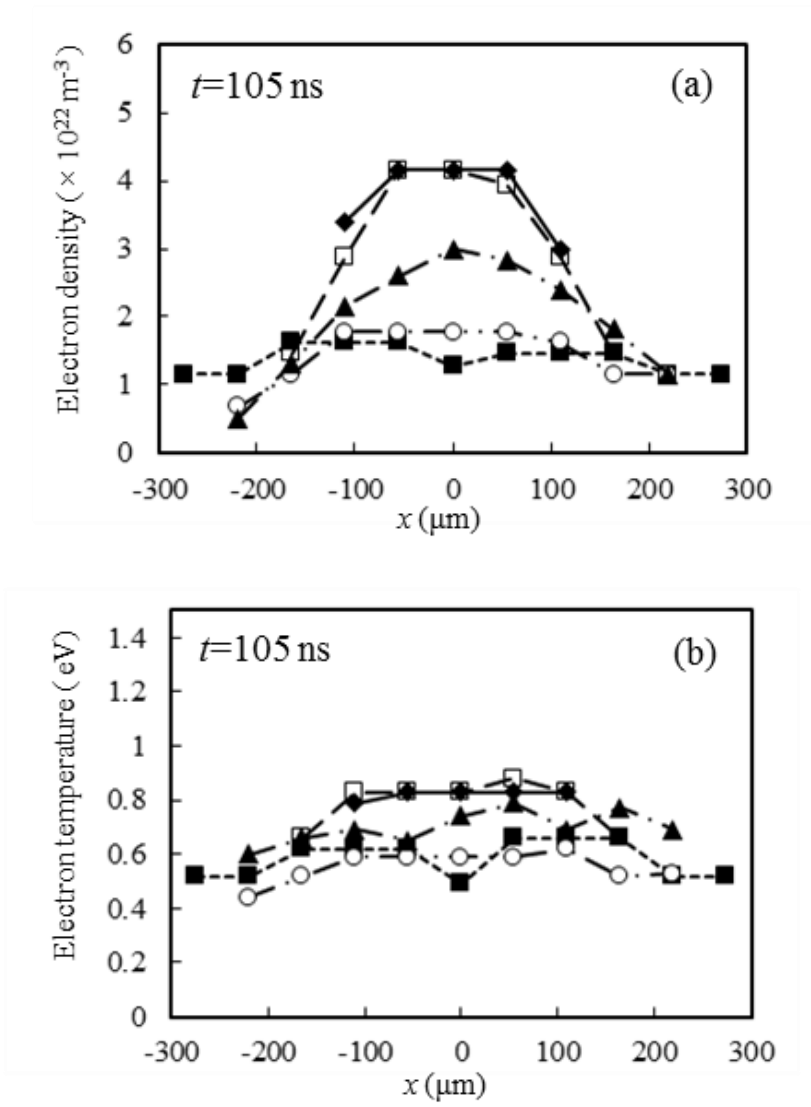 6
t=105 ns
(a)
5
4
3
2
1
0
Electron density ( × 10²² m⁻³ )
-300 -200 -100 0 100 200 300
x (μm)
t=105 ns
(b)
1.4
1.2
1
0.8
0.6
0.4
0.2
0
Electron temperature ( eV)
-300 -200 -100 0 100 200 300
x (μm)